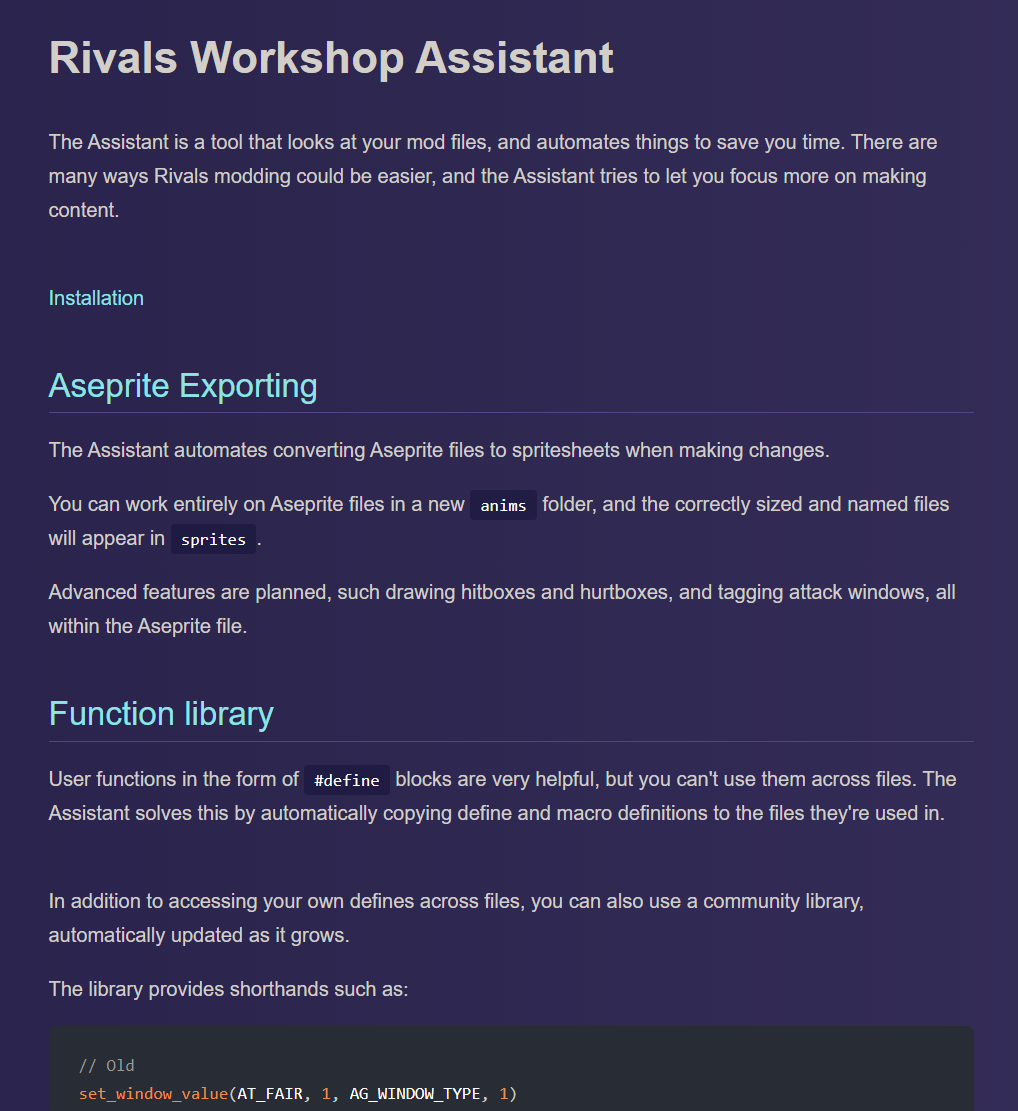 Rivals Workshop Assistant
The Assistant is a tool that looks at your mod files, and automates things to save you time. There are
many ways Rivals modding could be easier, and the Assistant tries to let you focus more on making
content.
Installation
Aseprite Exporting
The Assistant automates converting Aseprite files to spritesheets when making changes.
You can work entirely on Aseprite files in a new anims folder, and the correctly sized and named files
will appear in sprites.
Advanced features are planned, such drawing hitboxes and hurtboxes, and tagging attack windows, all
within the Aseprite file.
Function library
User functions in the form of #define blocks are very helpful, but you can't use them across files. The
Assistant solves this by automatically copying define and macro definitions to the files they're used in.
In addition to accessing your own defines across files, you can also use a community library,
automatically updated as it grows.
The library provides shorthands such as:
// Old
set_window_value(AT_FAIR, 1, AG_WINDOW_TYPE, 1)